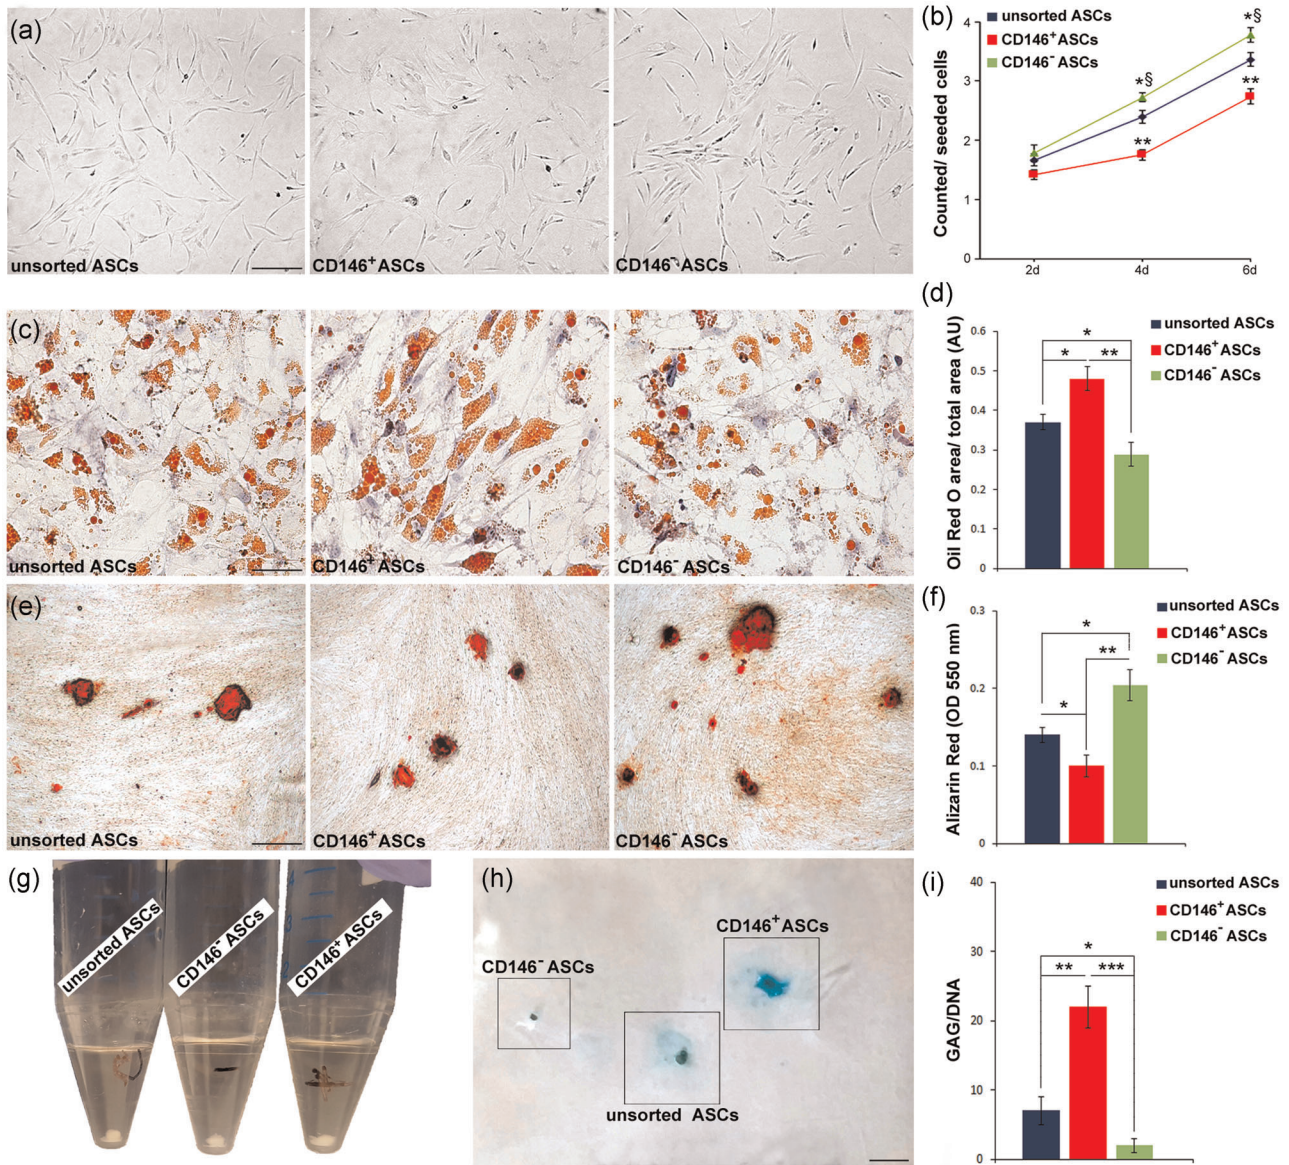 (a)
unsorted ASCs
CD146+ ASCs
CD146- ASCs
(b)
unsorted ASCs
CD146+ ASCs
CD146- ASCs
Counted/ seeded cells
4
3
2
1
0
*§
**
*§
**
2d
4d
6d
(c)
unsorted ASCs
CD146+ ASCs
CD146- ASCs
(d)
unsorted ASCs
CD146+ ASCs
CD146- ASCs
Oil Red O area/ total area (AU)
0.6
0.5
0.4
0.3
0.2
0.1
0
*
*
**
(e)
unsorted ASCs
CD146+ ASCs
CD146- ASCs
(f)
unsorted ASCs
CD146+ ASCs
CD146- ASCs
Alizarin Red (OD 550 nm)
0.3
0.2
0.1
0
*
**
*
(g)
unsorted ASCs
CD146- ASCs
CD146+ ASCs
(h)
CD146- ASCs
unsorted ASCs
CD146+ ASCs
(i)
unsorted ASCs
CD146+ ASCs
CD146- ASCs
GAG/DNA
40
30
20
10
0
*
**
***